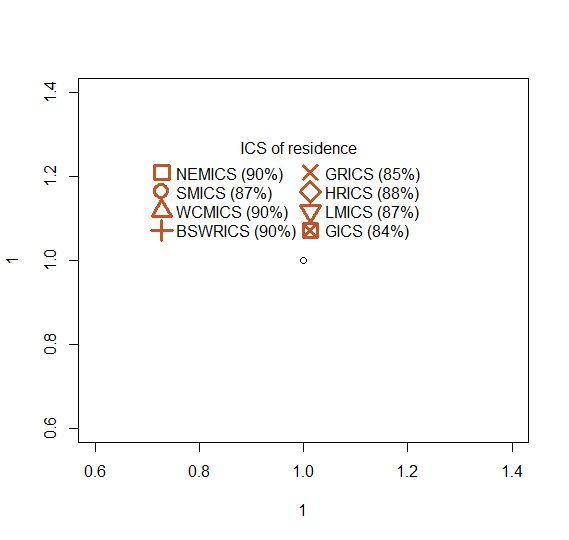 ICS of residence
NEMICS (90%) GRICS (85%)
SMICS (87%) HRICS (88%)
WCMICS (90%) LMICS (87%)
BSWRICS (90%) GICS (84%)
1.4
1.2
1.0
0.8
0.6
1
0.6 0.8 1.0 1.2 1.4
1